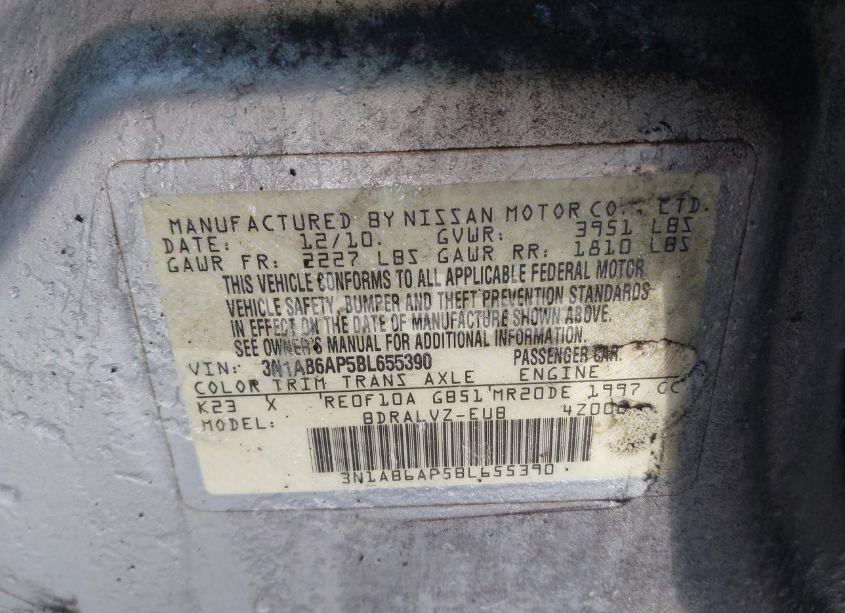 MANUFACTURED BY NISSAN MOTOR CO., LTD.
DATE: 12/10 GVWR: 3951 LBS
GAWR FR: 2227 LBS GAWR RR: 1810 LBS
THIS VEHICLE CONFORMS TO ALL APPLICABLE FEDERAL MOTOR
VEHICLE SAFETY, BUMPER AND THEFT PREVENTION STANDARDS
IN EFFECT ON THE DATE OF MANUFACTURE SHOWN ABOVE.
SEE OWNER'S MANUAL FOR ADDITIONAL INFORMATION.
VIN: 3N1AB6AP5BL655390 PASSENGER CAR
COLOR TRIM TRANS AXLE ENGINE
K23 X RE0F10A GB51 MR20DE 1997 CC
MODEL: BDRALVZ-EUB
3N1AB6AP5BL655390